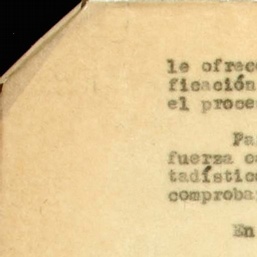 le ofrec
ficación
el proce
Pa
fuerza c
tadístic
comproba
En